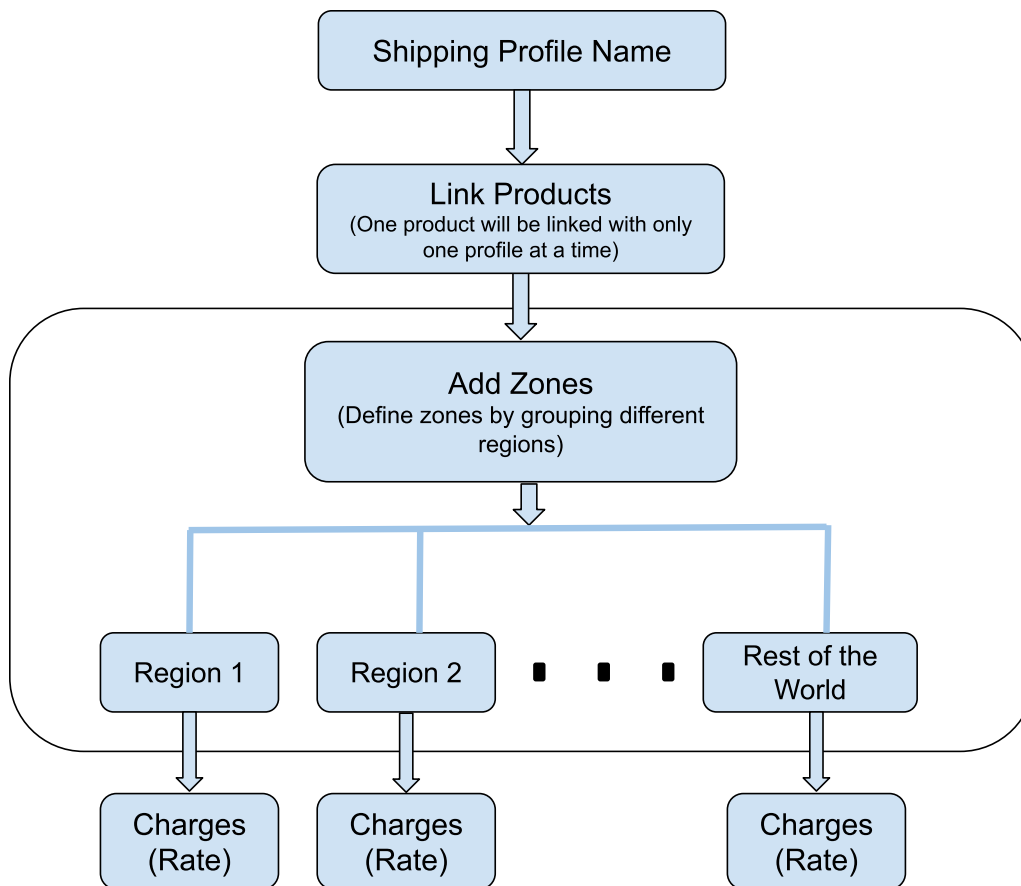 Shipping Profile Name
Link Products
(One product will be linked with only
one profile at a time)
Add Zones
(Define zones by grouping different
regions)
Region 1
Region 2
Rest of the
World
Charges
(Rate)
Charges
(Rate)
Charges
(Rate)